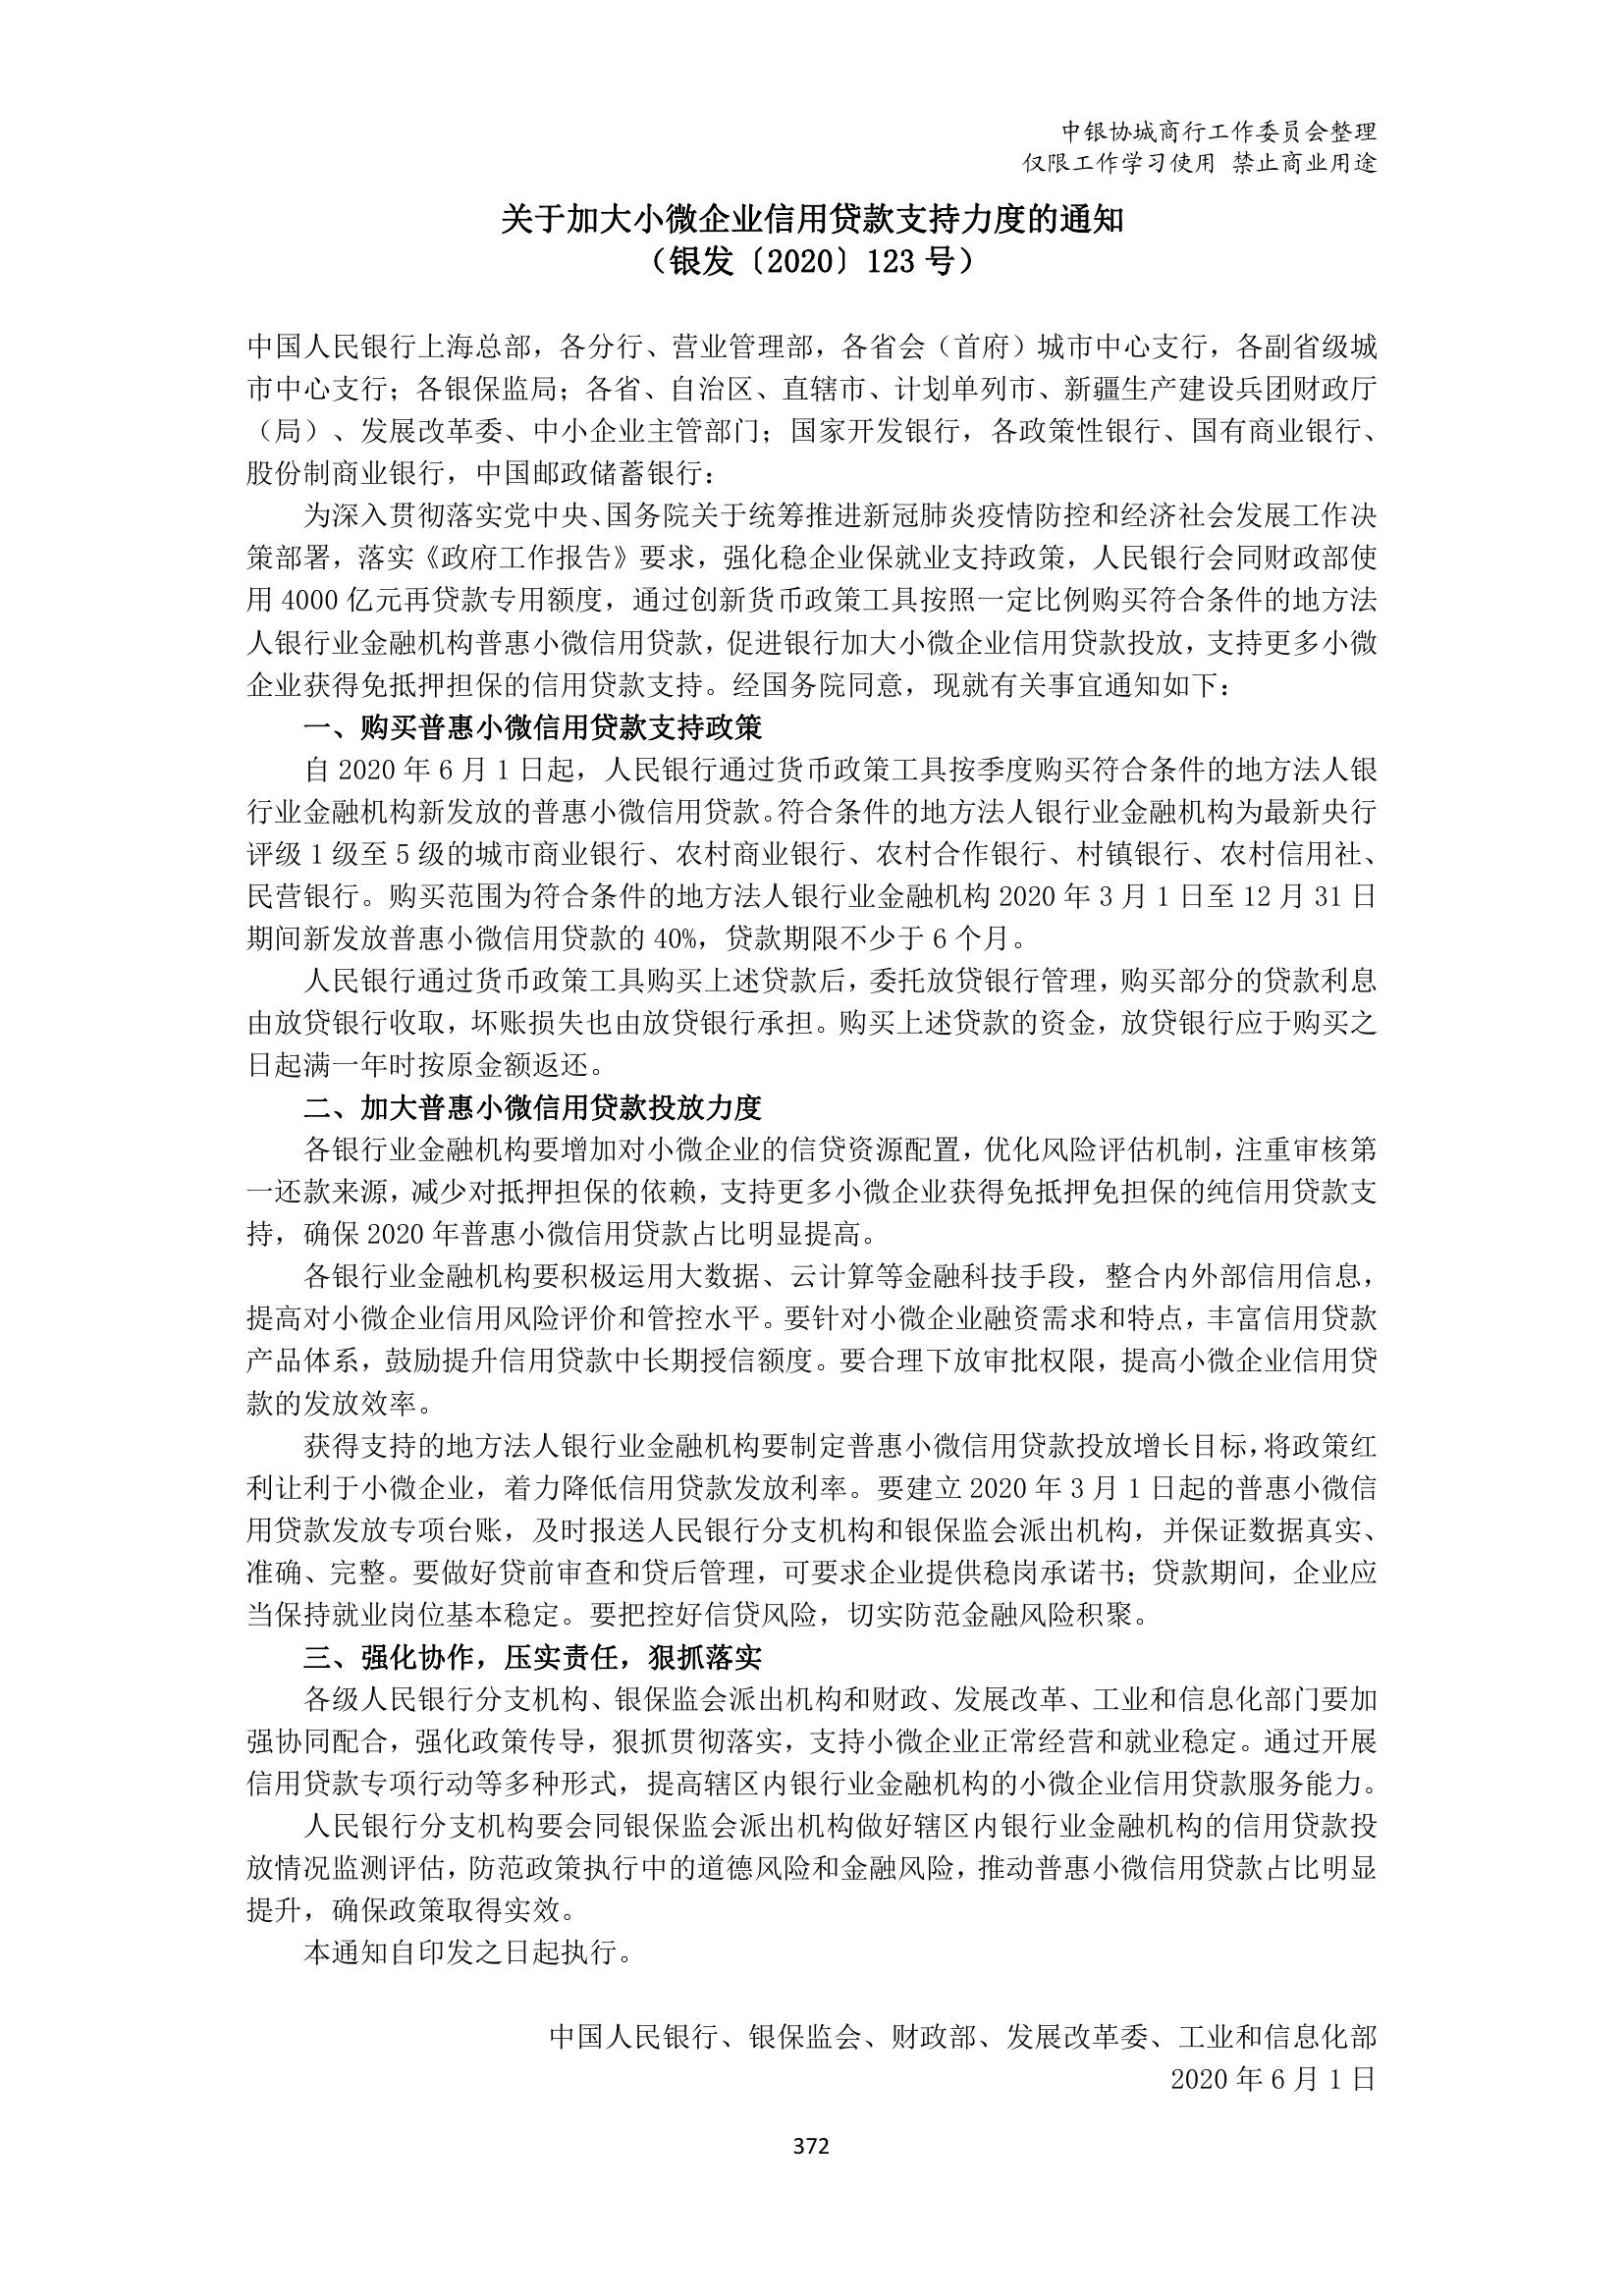 中银协城商行工作委员会整理
仅限工作学习使用 禁止商业用途
关于加大小微企业信用贷款支持力度的通知
（银发〔2020〕123 号）
中国人民银行上海总部，各分行、营业管理部，各省会（首府）城市中心支行，各副省级城
市中心支行；各银保监局；各省、自治区、直辖市、计划单列市、新疆生产建设兵团财政厅
（局）、发展改革委、中小企业主管部门；国家开发银行，各政策性银行、国有商业银行、
股份制商业银行，中国邮政储蓄银行：
为深入贯彻落实党中央、国务院关于统筹推进新冠肺炎疫情防控和经济社会发展工作决
策部署，落实《政府工作报告》要求，强化稳企业保就业支持政策，人民银行会同财政部使
用 4000 亿元再贷款专用额度，通过创新货币政策工具按照一定比例购买符合条件的地方法
人银行业金融机构普惠小微信用贷款，促进银行加大小微企业信用贷款投放，支持更多小微
企业获得免抵押担保的信用贷款支持。经国务院同意，现就有关事宜通知如下：
一、购买普惠小微信用贷款支持政策
自 2020 年 6 月 1 日起，人民银行通过货币政策工具按季度购买符合条件的地方法人银
行业金融机构新发放的普惠小微信用贷款。符合条件的地方法人银行业金融机构为最新央行
评级 1 级至 5 级的城市商业银行、农村商业银行、农村合作银行、村镇银行、农村信用社、
民营银行。购买范围为符合条件的地方法人银行业金融机构 2020 年 3 月 1 日至 12 月 31 日
期间新发放普惠小微信用贷款的 40%，贷款期限不少于 6 个月。
人民银行通过货币政策工具购买上述贷款后，委托放贷银行管理，购买部分的贷款利息
由放贷银行收取，坏账损失也由放贷银行承担。购买上述贷款的资金，放贷银行应于购买之
日起满一年时按原金额返还。
二、加大普惠小微信用贷款投放力度
各银行业金融机构要增加对小微企业的信贷资源配置，优化风险评估机制，注重审核第
一还款来源，减少对抵押担保的依赖，支持更多小微企业获得免抵押免担保的纯信用贷款支
持，确保 2020 年普惠小微信用贷款占比明显提高。
各银行业金融机构要积极运用大数据、云计算等金融科技手段，整合内外部信用信息，
提高对小微企业信用风险评价和管控水平。要针对小微企业融资需求和特点，丰富信用贷款
产品体系，鼓励提升信用贷款中长期授信额度。要合理下放审批权限，提高小微企业信用贷
款的发放效率。
获得支持的地方法人银行业金融机构要制定普惠小微信用贷款投放增长目标，将政策红
利让利于小微企业，着力降低信用贷款发放利率。要建立 2020 年 3 月 1 日起的普惠小微信
用贷款发放专项台账，及时报送人民银行分支机构和银保监会派出机构，并保证数据真实、
准确、完整。要做好贷前审查和贷后管理，可要求企业提供稳岗承诺书；贷款期间，企业应
当保持就业岗位基本稳定。要把控好信贷风险，切实防范金融风险积聚。
三、强化协作，压实责任，狠抓落实
各级人民银行分支机构、银保监会派出机构和财政、发展改革、工业和信息化部门要加
强协同配合，强化政策传导，狠抓贯彻落实，支持小微企业正常经营和就业稳定。通过开展
信用贷款专项行动等多种形式，提高辖区内银行业金融机构的小微企业信用贷款服务能力。
人民银行分支机构要会同银保监会派出机构做好辖区内银行业金融机构的信用贷款投
放情况监测评估，防范政策执行中的道德风险和金融风险，推动普惠小微信用贷款占比明显
提升，确保政策取得实效。
本通知自印发之日起执行。
中国人民银行、银保监会、财政部、发展改革委、工业和信息化部
2020 年 6 月 1 日
372